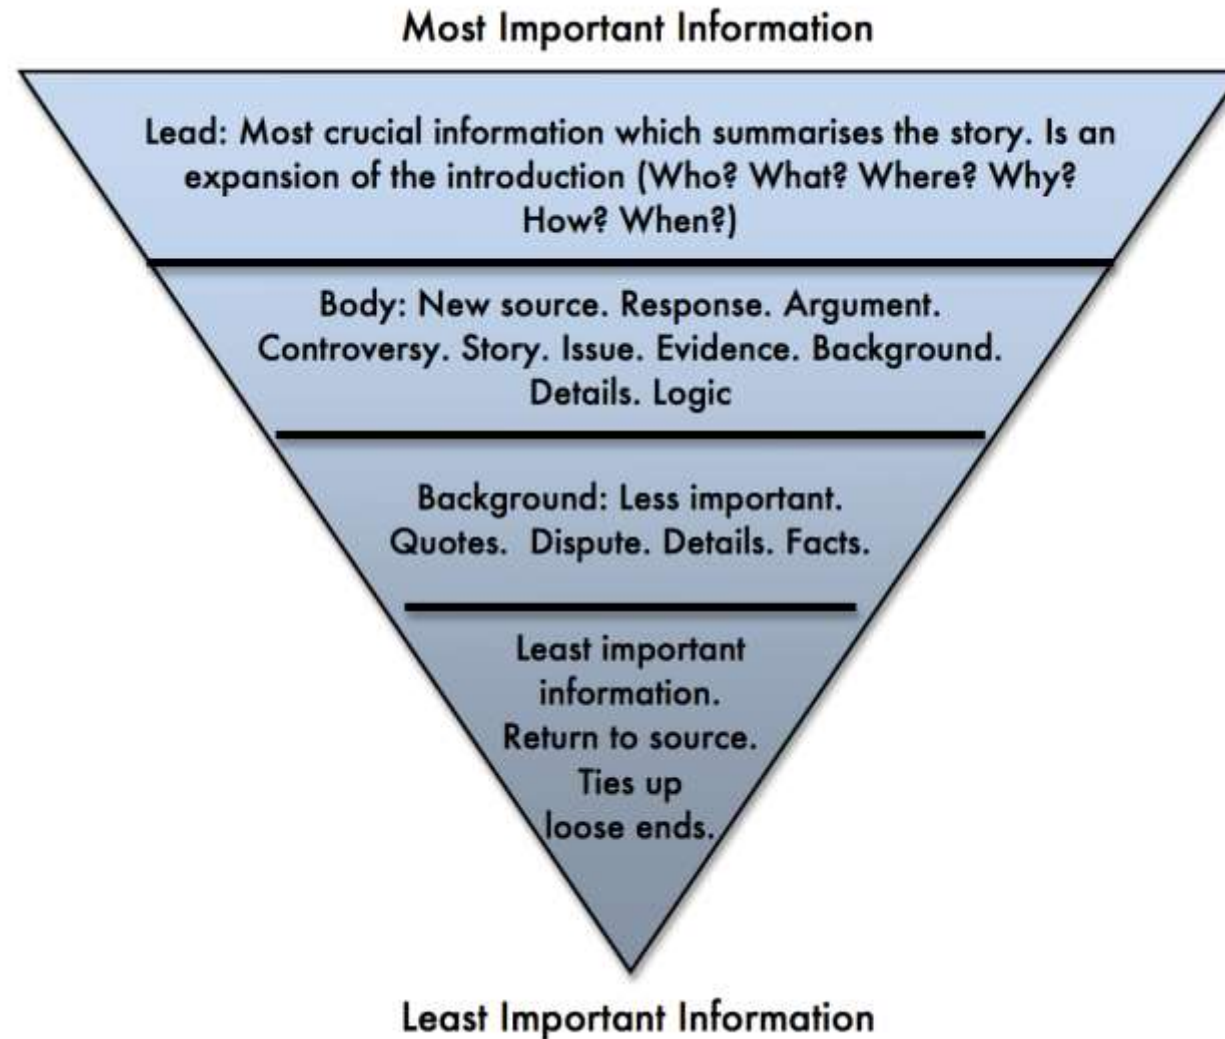 Most Important Information
Lead: Most crucial information which summarises the story. Is an
expansion of the introduction (Who? What? Where? Why?
How? When?)
Body: New source. Response. Argument.
Controversy. Story. Issue. Evidence. Background.
Details. Logic
Background: Less important.
Quotes.  Dispute. Details. Facts.
Least important
information.
Return to source.
Ties up
loose ends.
Least Important Information